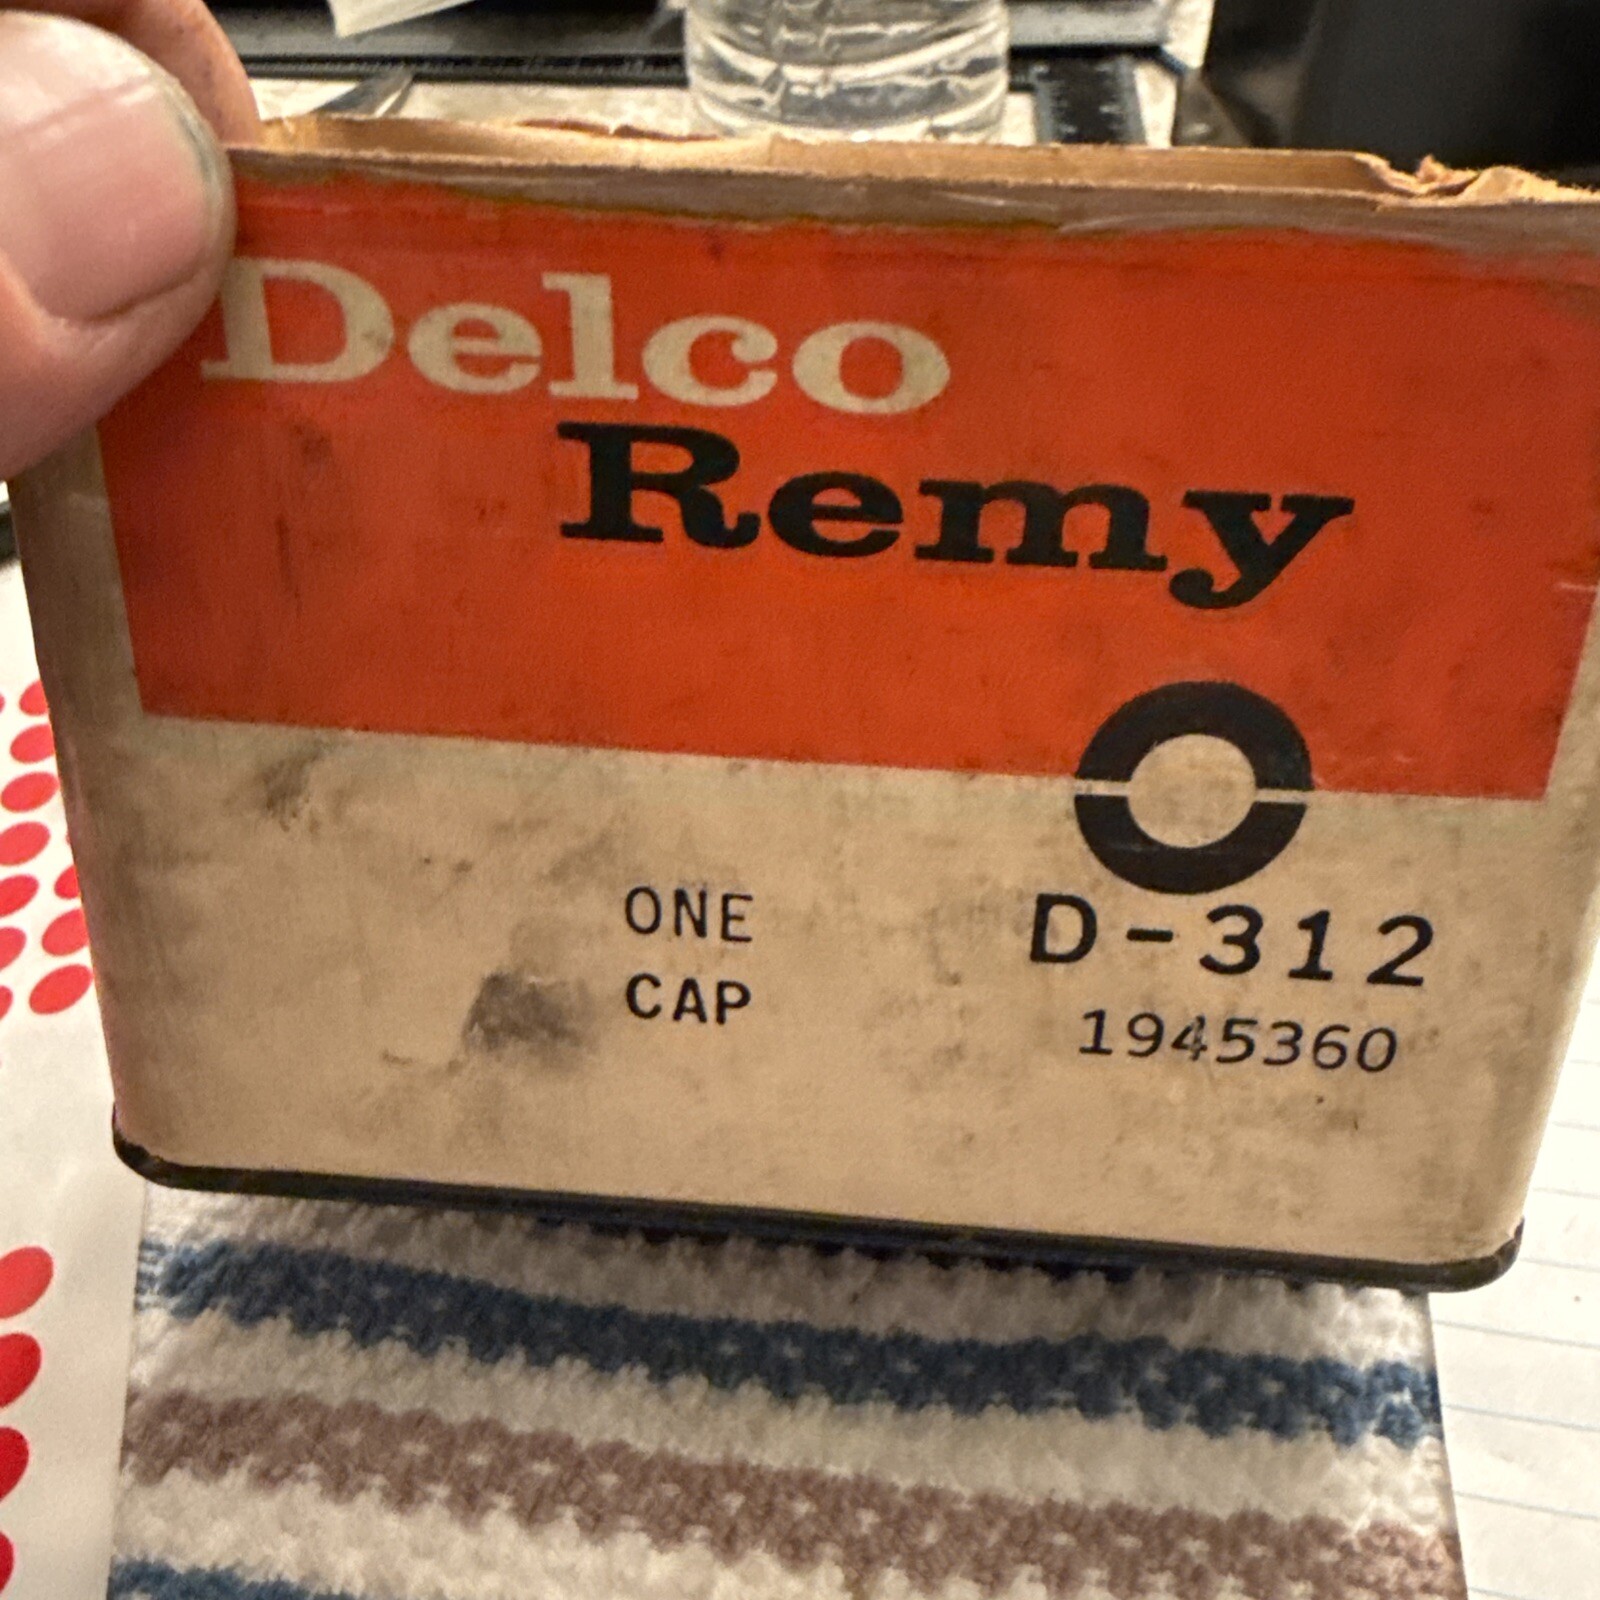 Delco
Remy
ONE
CAP
D-312
1945360